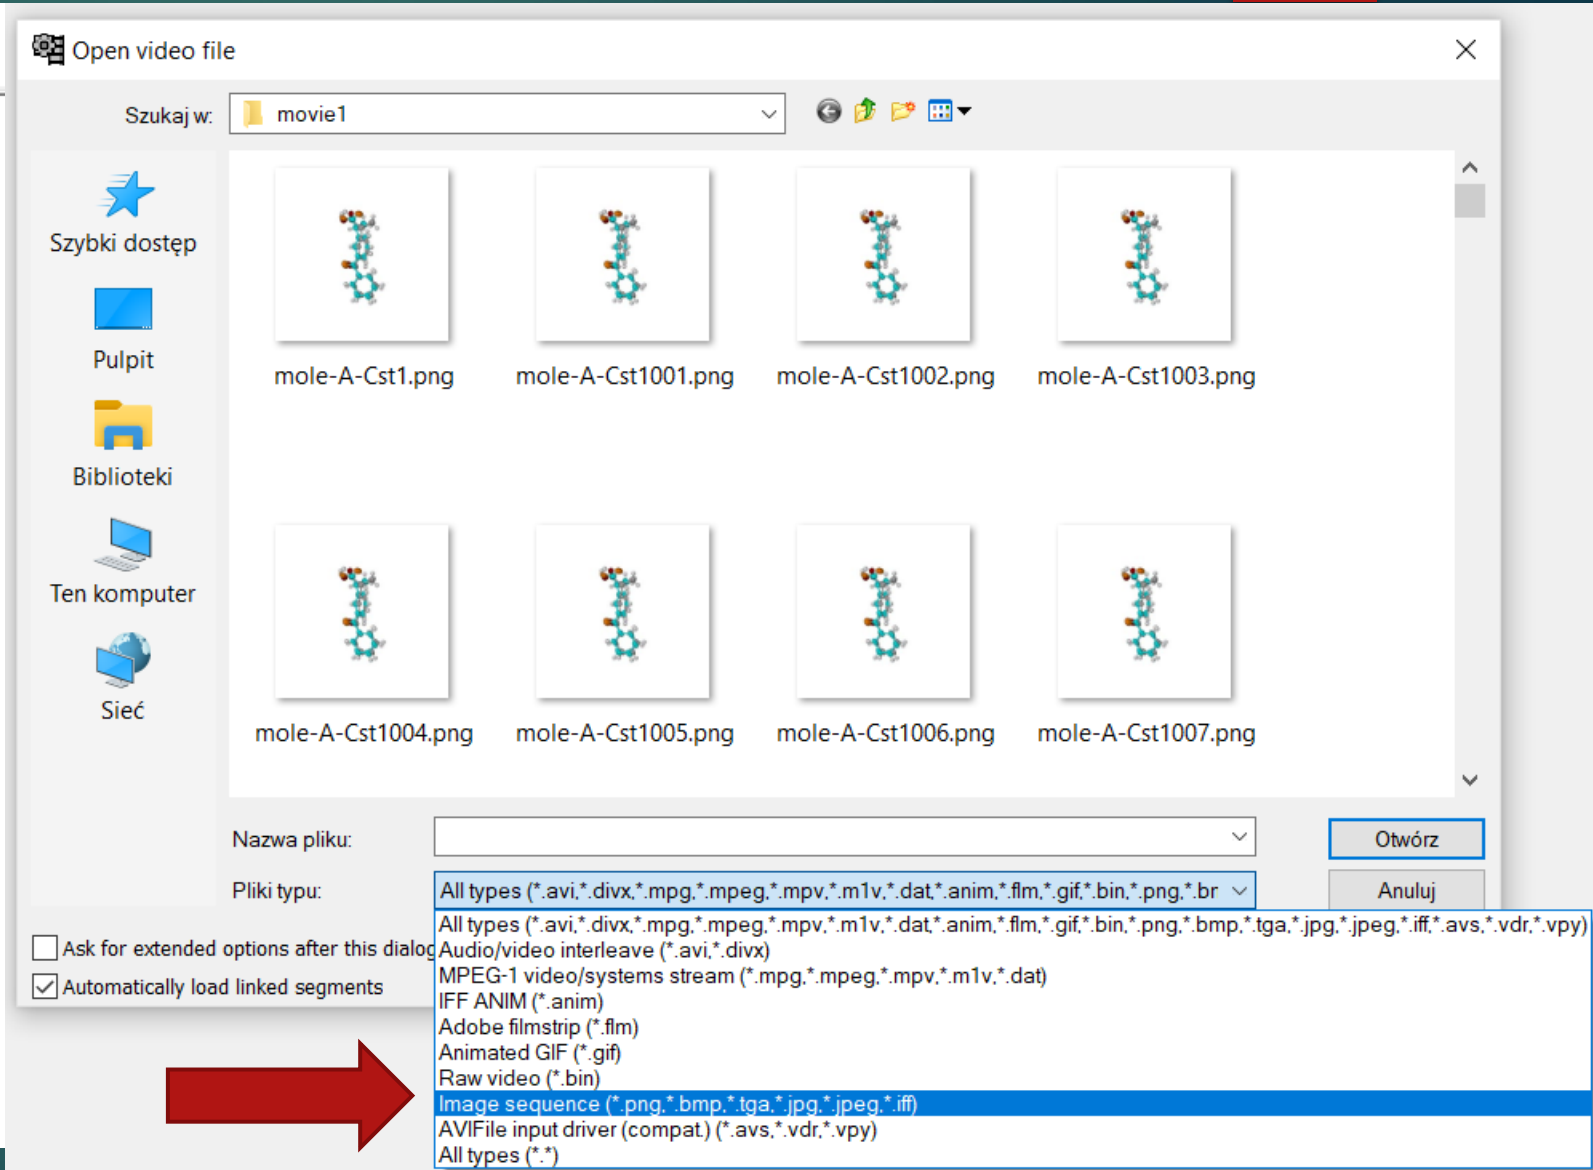 Open video file
Szukaj w: movie1
Szybki dostęp
Pulpit
Biblioteki
Ten komputer
Sieć
mole-A-Cst1.png mole-A-Cst1001.png mole-A-Cst1002.png mole-A-Cst1003.png
mole-A-Cst1004.png mole-A-Cst1005.png mole-A-Cst1006.png mole-A-Cst1007.png
Nazwa pliku: Otwórz
Pliki typu: All types (*.avi,*.divx,*.mpg,*.mpeg,*.mpv,*.m1v,*.dat,*.anim,*.flm,*.gif,*.bin,*.png,*.br Anuluj
Ask for extended options after this dialog
Automatically load linked segments
All types (*.avi,*.divx,*.mpg,*.mpeg,*.mpv,*.m1v,*.dat,*.anim,*.flm,*.gif,*.bin,*.png,*.bmp,*.tga,*.jpg,*.jpeg,*.iff,*.avs,*.vdr,*.vpy)
Audio/video interleave (*.avi,*.divx)
MPEG-1 video/systems stream (*.mpg,*.mpeg,*.mpv,*.m1v,*.dat)
IFF ANIM (*.anim)
Adobe filmstrip (*.flm)
Animated GIF (*.gif)
Raw video (*.bin)
Image sequence (*.png,*.bmp,*.tga,*.jpg,*.jpeg,*.iff)
AVIFile input driver (compat.) (*.avs,*.vdr,*.vpy)
All types (*.*)